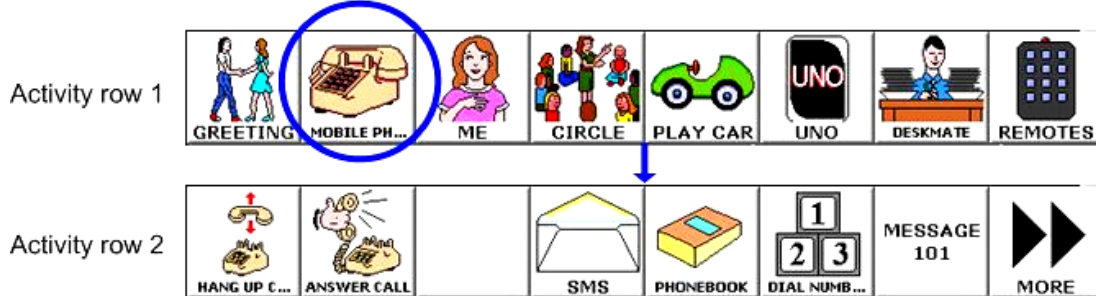 Activity row 1
UNO
GREETING
MOBILE PH...
ME
CIRCLE
PLAY CAR
UNO
DESKMATE
REMOTES
Activity row 2
1
2 3
MESSAGE
101
HANG UP C...
ANSWER CALL
SMS
PHONEBOOK
DIAL NUMB...
MORE